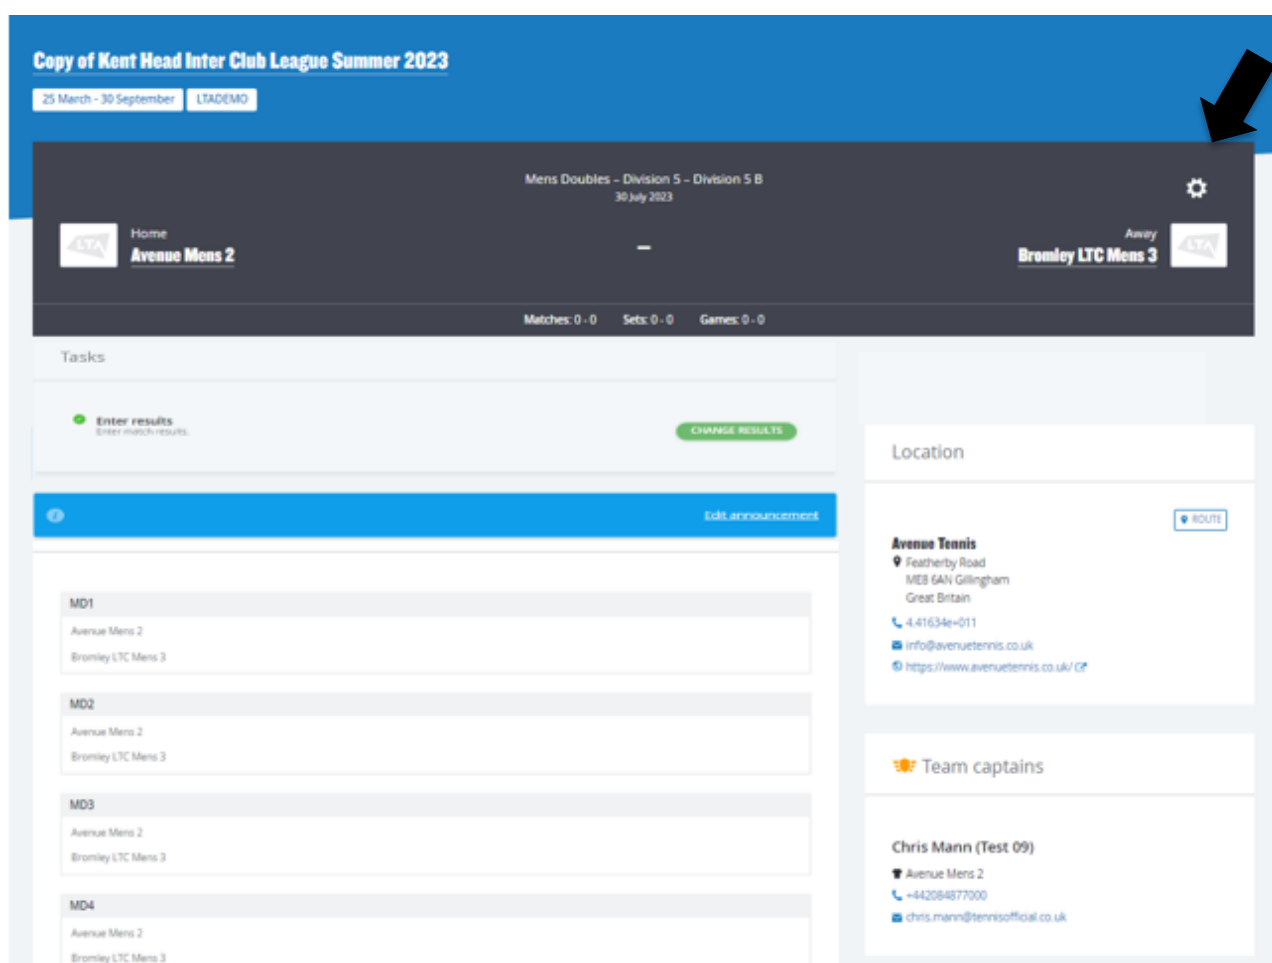 Copy of Kent Head Inter Club League Summer 2023
25 March - 30 September LTADEMO
Mens Doubles – Division 5 – Division 5 B
30 July 2023
LTA
Home
Avenue Mens 2
–
Away
Bromley LTC Mens 3
LTA
Matches: 0 - 0 Sets: 0 - 0 Games: 0 - 0
Tasks
Enter results
Enter match results.
CHANGE RESULTS
Edit announcement
MD1
Avenue Mens 2
Bromley LTC Mens 3
MD2
Avenue Mens 2
Bromley LTC Mens 3
MD3
Avenue Mens 2
Bromley LTC Mens 3
MD4
Avenue Mens 2
Bromley LTC Mens 3
Location
ROUTE
Avenue Tennis
Featherby Road
ME8 6AN Gillingham
Great Britain
4.41634e+011
info@avenuetennis.co.uk
https://www.avenuetennis.co.uk/
Team captains
Chris Mann (Test 09)
Avenue Mens 2
+442084877000
chris.mann@tennisofficial.co.uk